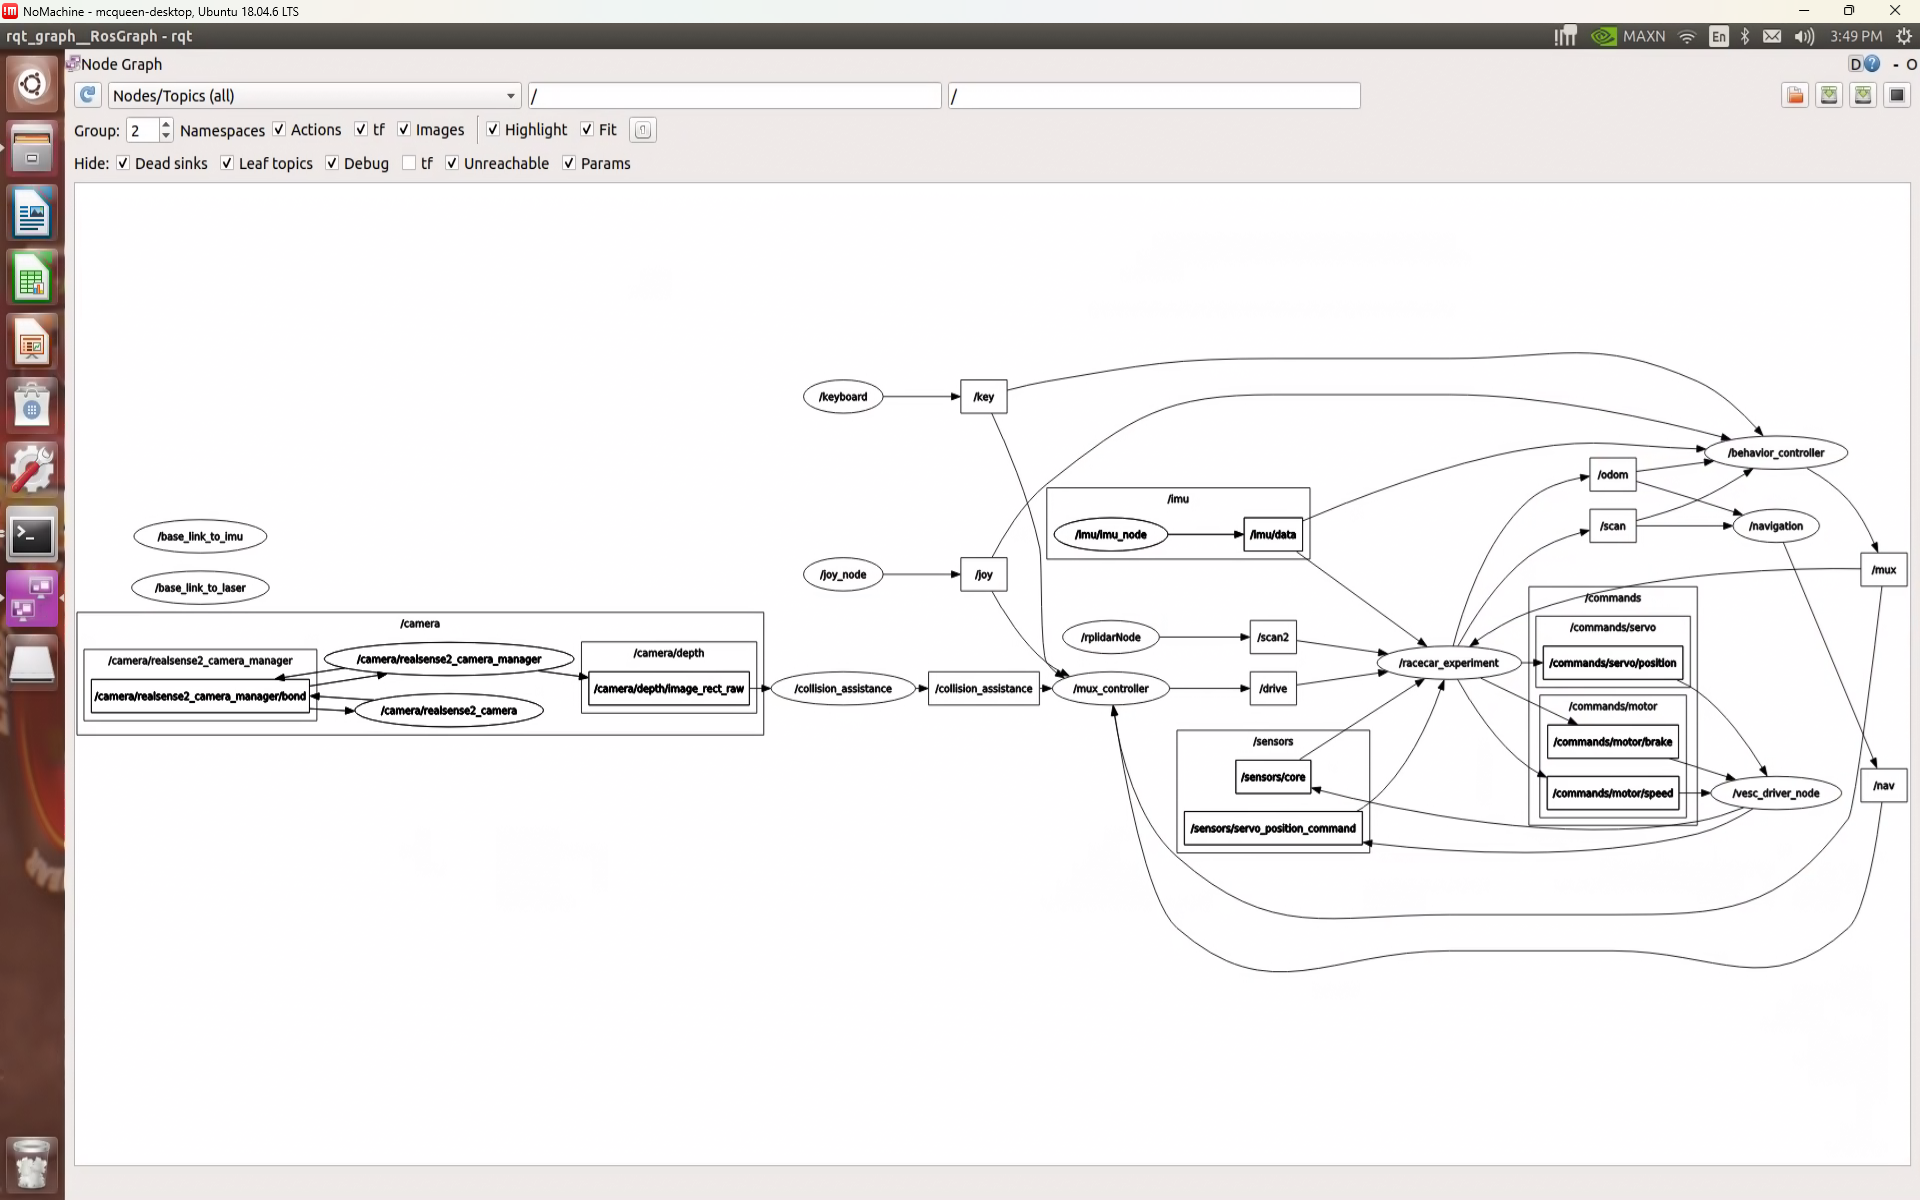 NoMachine - mcqueen-desktop, Ubuntu 18.04.6 LTS
rqt_graph__RosGraph - rqt
MAXN
En
3:49 PM
Node Graph
D
- O
Nodes/Topics (all)
/
/
Group: 2 Namespaces Actions tf Images Highlight Fit
Hide: Dead sinks Leaf topics Debug tf Unreachable Params
/keyboard
/key
/behavior_controller
/odom
/imu
/scan
/navigation
/imu/imu_node
/imu/data
/base_link_to_imu
/mux
/joy_node
/joy
/base_link_to_laser
/commands
/camera
/commands/servo
/rplidarNode
/scan2
/camera/depth
/camera/realsense2_camera_manager
/camera/realsense2_camera_manager
/racecar_experiment
/commands/servo/position
/camera/realsense2_camera_manager/bond
/camera/depth/image_rect_raw
/collision_assistance
/collision_assistance
/mux_controller
/drive
/commands/motor
/camera/realsense2_camera
/sensors
/commands/motor/brake
/sensors/core
/nav
/commands/motor/speed
/vesc_driver_node
/sensors/servo_position_command